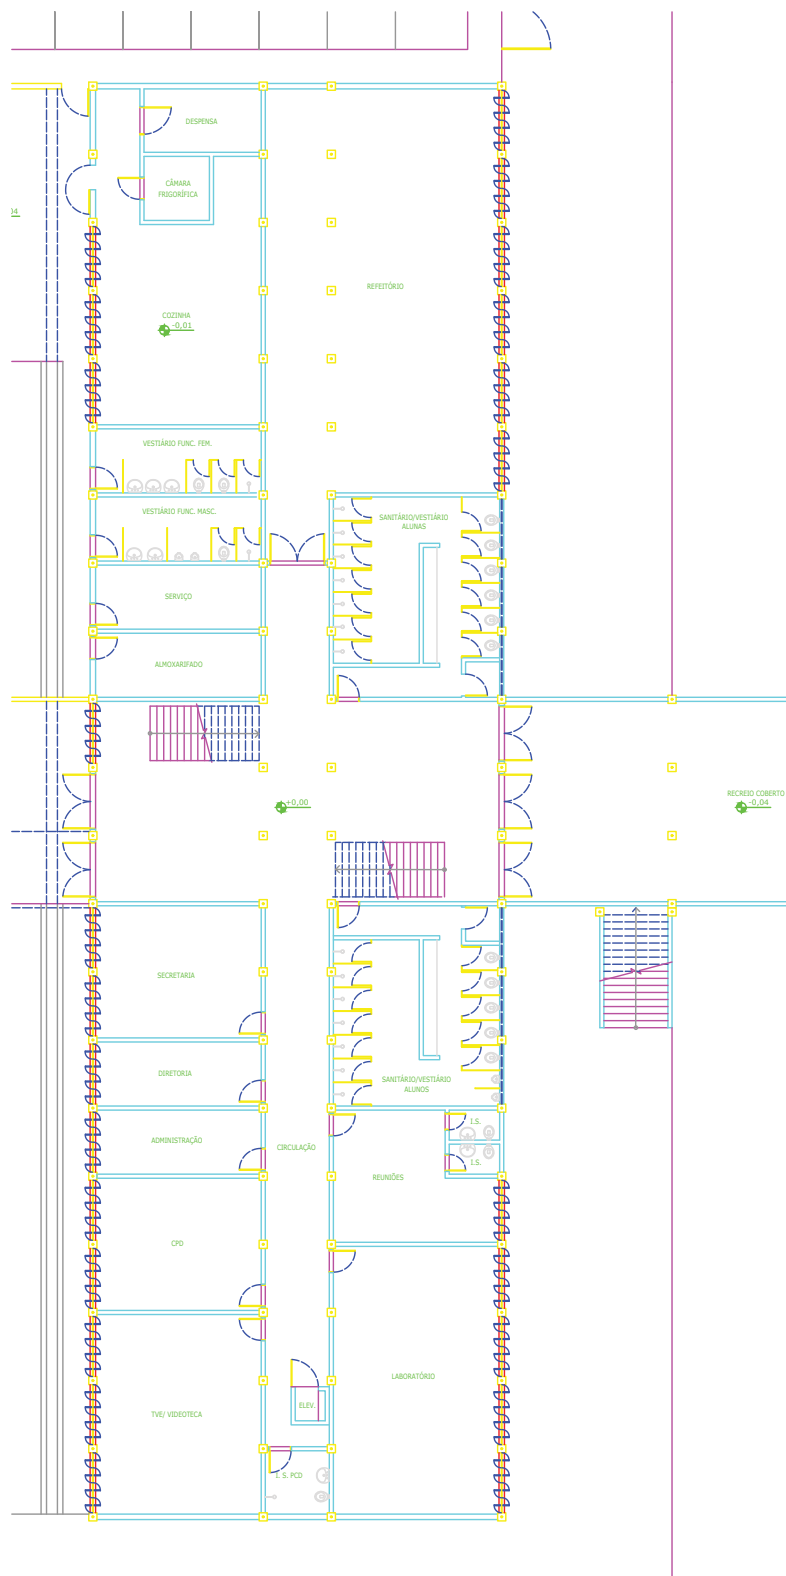 DESPENSA
CÂMARA
FRIGORÍFICA
34
REFEITÓRIO
COZINHA
-0,01
VESTIÁRIO FUNC. FEM.
VESTIÁRIO FUNC. MASC.
SANITÁRIO/VESTIÁRIO
ALUNAS
SERVIÇO
ALMOXARIFADO
+0,00
RECREIO COBERTO
-0,04
SECRETARIA
DIRETORIA
SANITÁRIO/VESTIÁRIO
ALUNOS
ADMINISTRAÇÃO
CIRCULAÇÃO
I.S.
I.S.
REUNIÕES
CPD
LABORATÓRIO
ELEV.
TVE/ VIDEOTECA
I. S. PCD